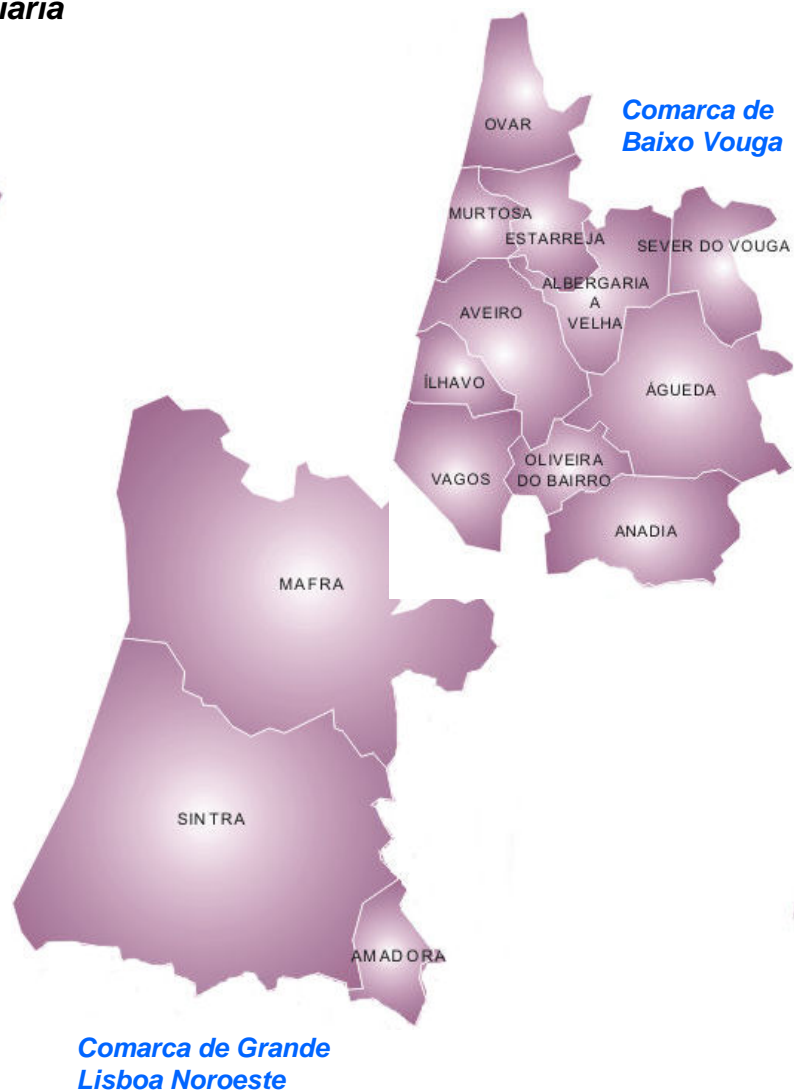 Comarca de
Baixo Vouga
OVAR
MURTOSA
ESTARREJA
SEVER DO VOUGA
ALBERGARIA
A
VELHA
AVEIRO
ÍLHAVO
ÁGUEDA
OLIVEIRA
DO BAIRRO
VAGOS
ANADIA
MAFRA
SINTRA
AMADORA
Comarca de Grande
Lisboa Noroeste